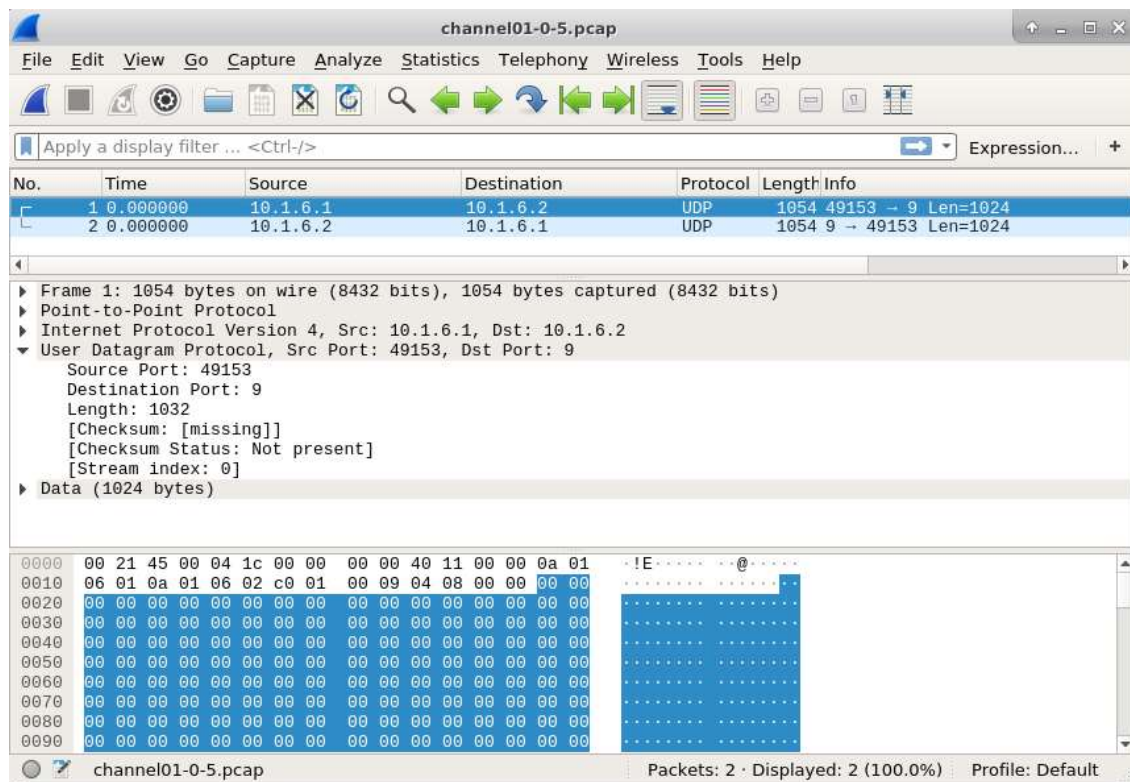 channel01-0-5.pcap
File Edit View Go Capture Analyze Statistics Telephony Wireless Tools Help
Apply a display filter ... <Ctrl-/> Expression... +
No. Time Source Destination Protocol Length Info
1 0.000000 10.1.6.1 10.1.6.2 UDP 1054 49153 → 9 Len=1024
2 0.000000 10.1.6.2 10.1.6.1 UDP 1054 9 → 49153 Len=1024
Frame 1: 1054 bytes on wire (8432 bits), 1054 bytes captured (8432 bits)
Point-to-Point Protocol
Internet Protocol Version 4, Src: 10.1.6.1, Dst: 10.1.6.2
User Datagram Protocol, Src Port: 49153, Dst Port: 9
Source Port: 49153
Destination Port: 9
Length: 1032
[Checksum: [missing]]
[Checksum Status: Not present]
[Stream index: 0]
Data (1024 bytes)
0000 00 21 45 00 04 1c 00 00 00 00 40 11 00 00 0a 01 ·!E····· ··@·····
0010 06 01 0a 01 06 02 c0 01 00 09 04 08 00 00 00 00 ········ ········
0020 00 00 00 00 00 00 00 00 00 00 00 00 00 00 00 00 ········ ········
0030 00 00 00 00 00 00 00 00 00 00 00 00 00 00 00 00 ········ ········
0040 00 00 00 00 00 00 00 00 00 00 00 00 00 00 00 00 ········ ········
0050 00 00 00 00 00 00 00 00 00 00 00 00 00 00 00 00 ········ ········
0060 00 00 00 00 00 00 00 00 00 00 00 00 00 00 00 00 ········ ········
0070 00 00 00 00 00 00 00 00 00 00 00 00 00 00 00 00 ········ ········
0080 00 00 00 00 00 00 00 00 00 00 00 00 00 00 00 00 ········ ········
0090 00 00 00 00 00 00 00 00 00 00 00 00 00 00 00 00 ········ ········
channel01-0-5.pcap Packets: 2 · Displayed: 2 (100.0%) Profile: Default